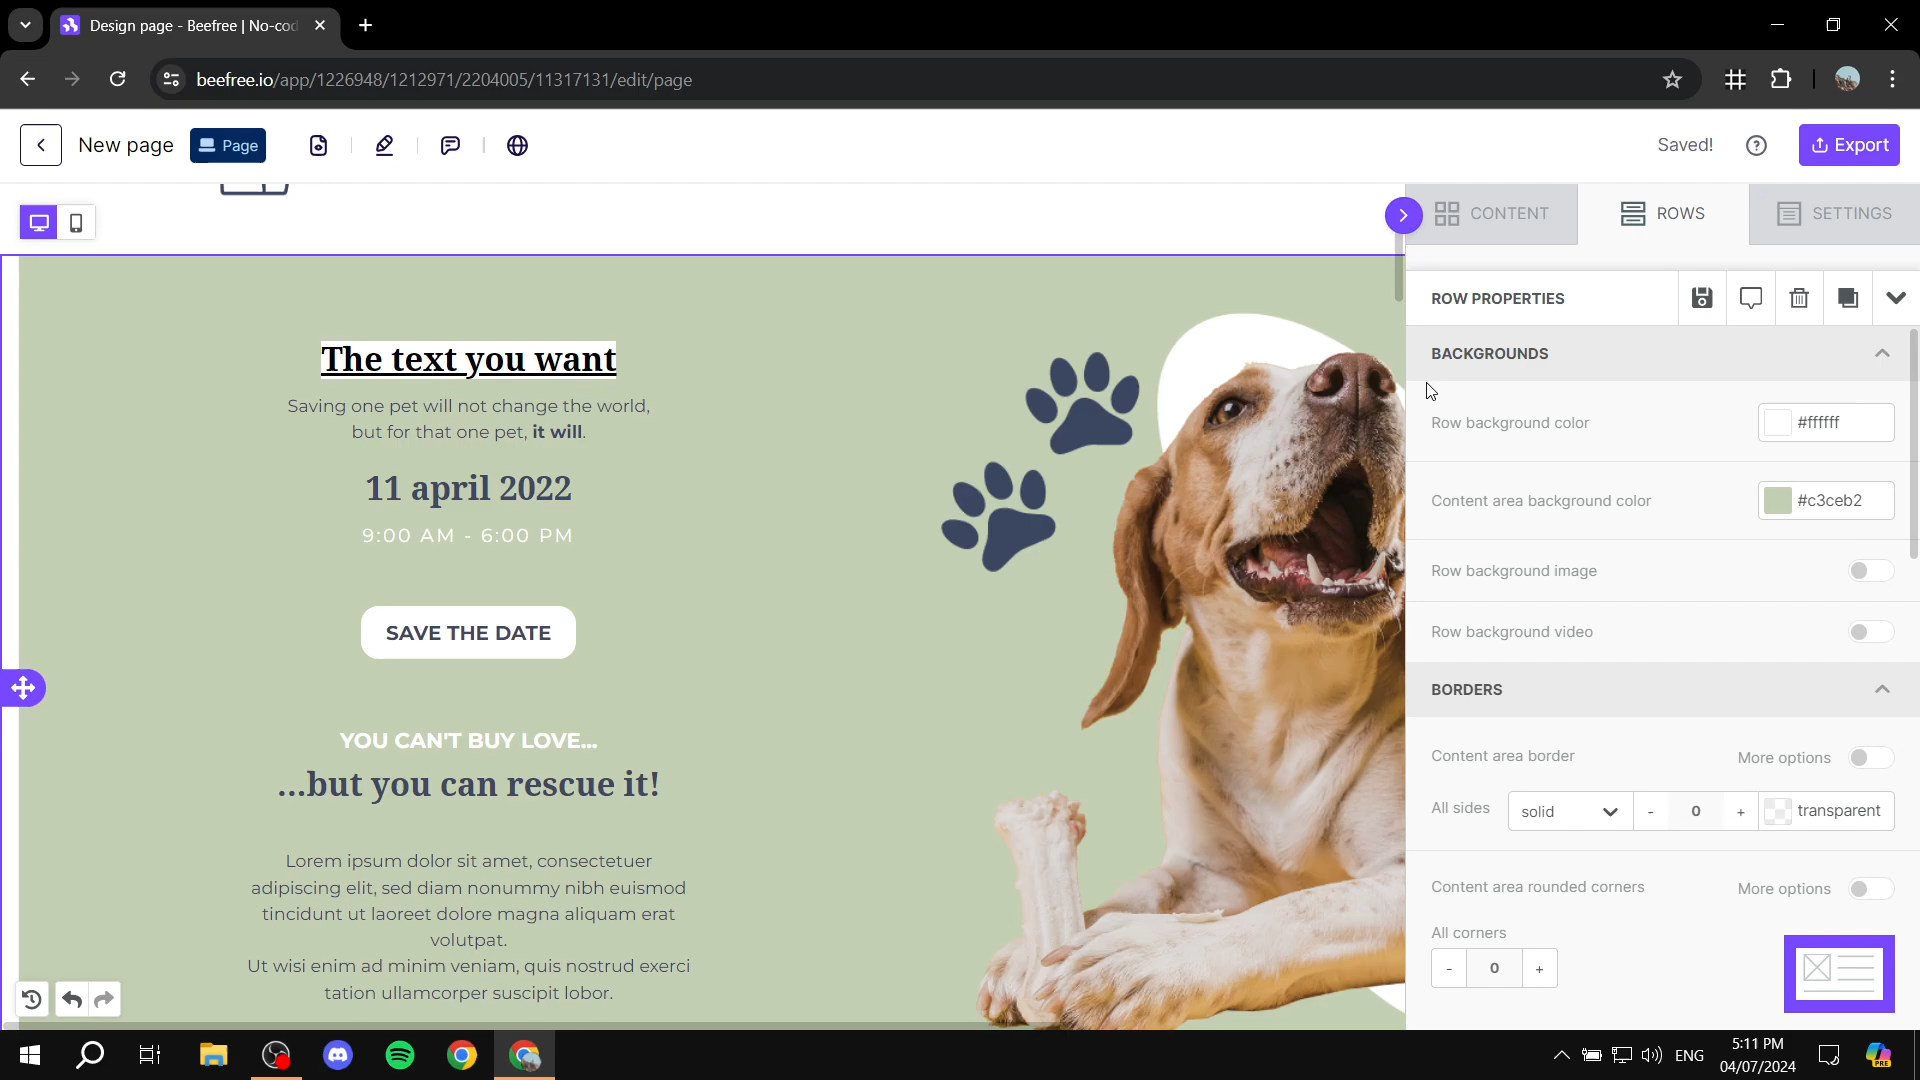 Design page - Beefree | No-cod
beefree.io/app/1226948/1212971/2204005/11317131/edit/page
New page
Page
Saved!
Export
CONTENT
ROWS
SETTINGS
ROW PROPERTIES
BACKGROUNDS
Row background color
#ffffff
Content area background color
#c3ceb2
Row background image
Row background video
BORDERS
Content area border
More options
All sides
solid
-
0
+
transparent
Content area rounded corners
More options
All corners
-
0
+
The text you want
Saving one pet will not change the world,
but for that one pet, it will.
11 april 2022
9:00 AM - 6:00 PM
SAVE THE DATE
YOU CAN'T BUY LOVE...
...but you can rescue it!
Lorem ipsum dolor sit amet, consectetuer
adipiscing elit, sed diam nonummy nibh euismod
tincidunt ut laoreet dolore magna aliquam erat
volutpat.
Ut wisi enim ad minim veniam, quis nostrud exerci
tation ullamcorper suscipit lobor.
ENG
5:11 PM
04/07/2024
PRE